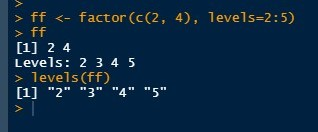 >
> ff <- factor(c(2, 4), levels=2:5)
> ff
[1] 2 4
Levels: 2 3 4 5
> levels(ff)
[1] "2" "3" "4" "5"
>